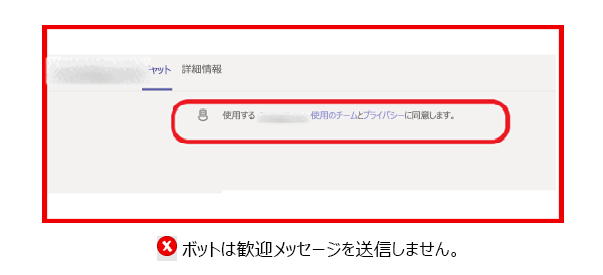 ャット 詳細情報
使用する 使用のチームとプライバシーに同意します。
ボットは歓迎メッセージを送信しません。